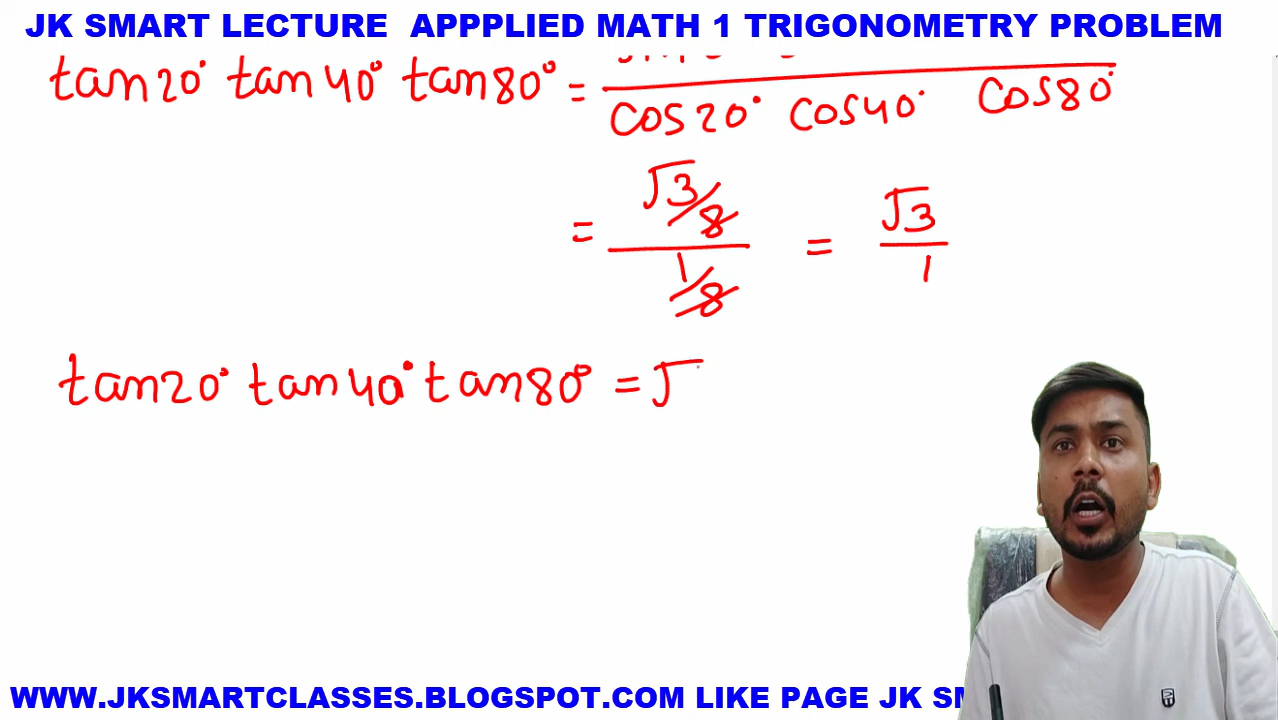 JK SMART LECTURE APPPLIED MATH 1 TRIGONOMETRY PROBLEM
tan20° tan40° tan80° =
cos20° cos40° cos80°
= √3/8 = √3
1/8 1
tan20° tan40° tan80° = √
WWW.JKSMARTCLASSES.BLOGSPOT.COM LIKE PAGE JK SM